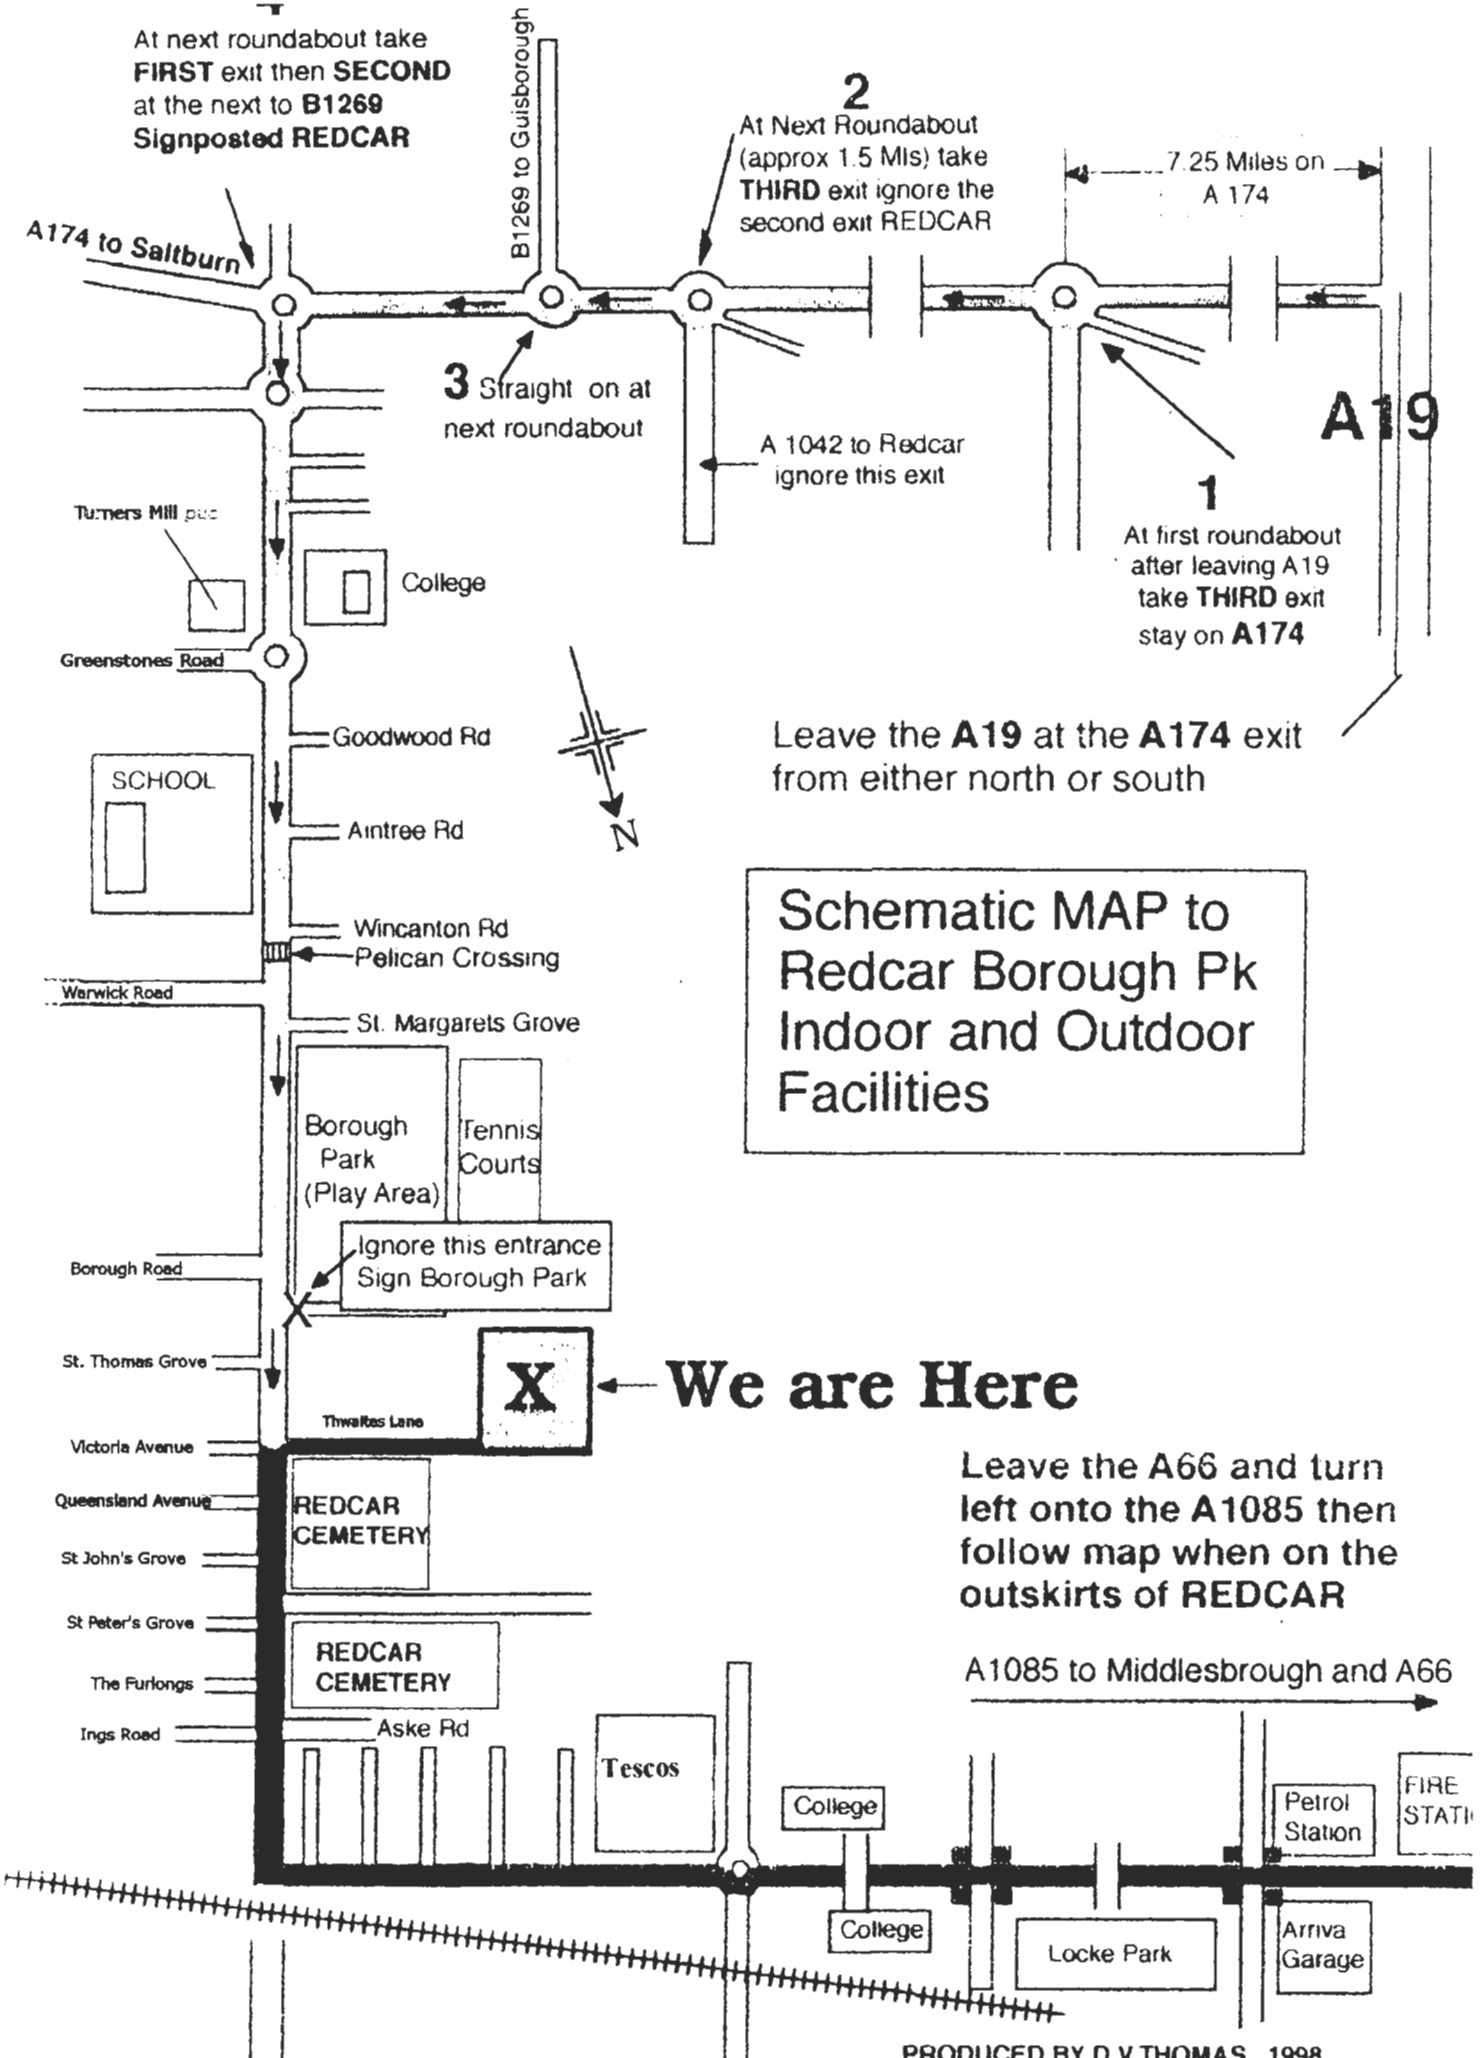 At next roundabout take
FIRST exit then SECOND
at the next to B1269
Signposted REDCAR
B1269 to Guisborough
2
At Next Roundabout
(approx 1.5 Mls) take
THIRD exit ignore the
second exit REDCAR
7.25 Miles on
A 174
A174 to Saltburn
3 Straight on at
next roundabout
A 1042 to Redcar
ignore this exit
A19
1
At first roundabout
after leaving A19
take THIRD exit
stay on A174
Turners Mill
College
Greenstones Road
Goodwood Rd
N
Leave the A19 at the A174 exit
from either north or south
SCHOOL
Aintree Rd
Schematic MAP to
Redcar Borough Pk
Indoor and Outdoor
Facilities
Wincanton Rd
Pelican Crossing
Warwick Road
St. Margarets Grove
Borough
Park
(Play Area)
Tennis
Courts
Ignore this entrance
Sign Borough Park
Borough Road
X
St. Thomas Grove
X
We are Here
Thwaites Lane
Victoria Avenue
Queensland Avenue
REDCAR
CEMETERY
St John's Grove
Leave the A66 and turn
left onto the A1085 then
follow map when on the
outskirts of REDCAR
St Peter's Grove
REDCAR
CEMETERY
The Furlongs
A1085 to Middlesbrough and A66
Ings Road
Aske Rd
Tescos
College
Petrol
Station
FIRE
STATI
College
Locke Park
Arriva
Garage
PRODUCED BY D.V.THOMAS 1998